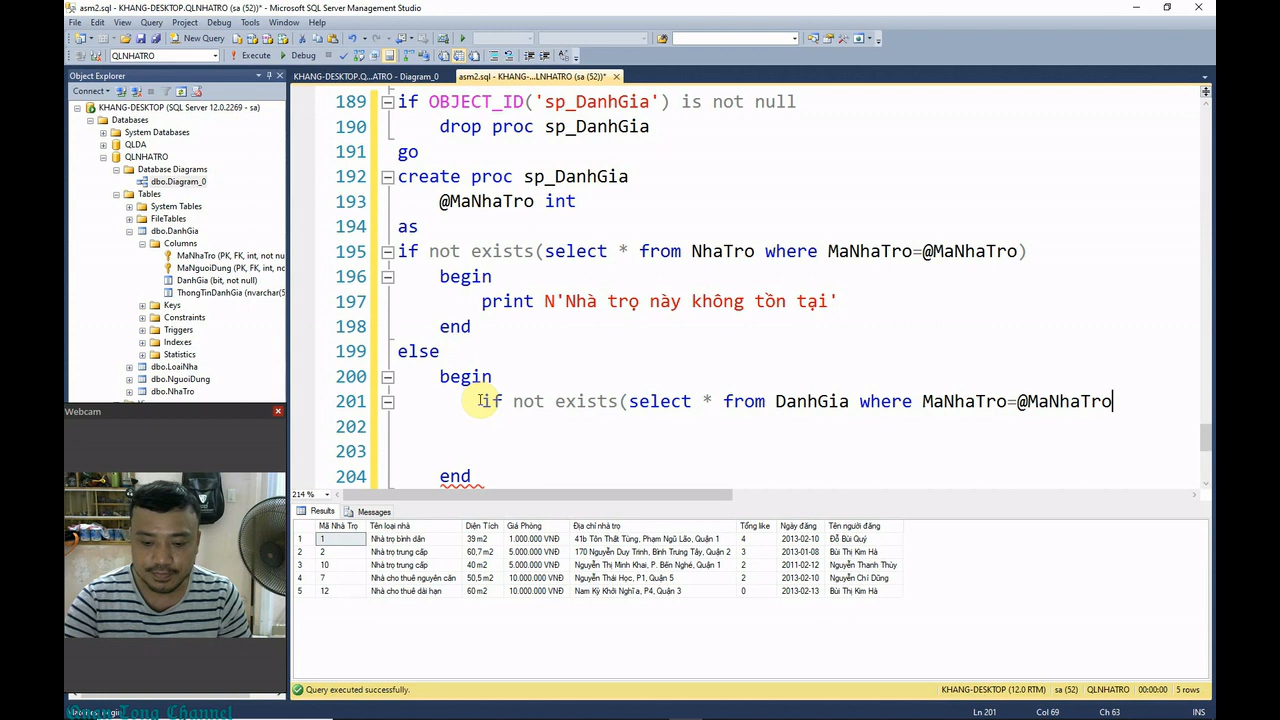 asm2.sql - KHANG-DESKTOP.QLNHATRO (sa (52))* - Microsoft SQL Server Management Studio
File Edit View Query Project Debug Tools Window Help
New Query
QLNHATRO Execute Debug
Object Explorer
KHANG-DESKTOP.Q...ATRO - Diagram_0 asm2.sql - KHANG-...LNHATRO (sa (52))*
Connect
KHANG-DESKTOP (SQL Server 12.0.2269 - sa)
Databases
System Databases
QLDA
QLNHATRO
Database Diagrams
dbo.Diagram_0
Tables
System Tables
FileTables
dbo.DanhGia
Columns
MaNhaTro (PK, FK, int, not nu
MaNguoiDung (PK, FK, int, no
DanhGia (bit, not null)
ThongTinDanhGia (nvarchar(5
Keys
Constraints
Triggers
Indexes
Statistics
dbo.LoaiNha
dbo.NguoiDung
dbo.NhaTro
189 if OBJECT_ID('sp_DanhGia') is not null
190 drop proc sp_DanhGia
191 go
192 create proc sp_DanhGia
193 @MaNhaTro int
194 as
195 if not exists(select * from NhaTro where MaNhaTro=@MaNhaTro)
196 begin
197 print N'Nhà trọ này không tồn tại'
198 end
199 else
200 begin
201 if not exists(select * from DanhGia where MaNhaTro=@MaNhaTro
202
203
204 end
214 %
Webcam
Results Messages
Mã Nhà Trọ Tên loại nhà Diện Tích Giá Phòng Địa chỉ nhà trọ Tổng like Ngày đăng Tên người đăng
1 1 Nhà trọ bình dân 39 m2 1.000.000 VNĐ 41b Tôn Thất Tùng, Phạm Ngũ Lão, Quận 1 4 2013-02-10 Đỗ Bùi Quý
2 2 Nhà trọ trung cấp 60,7 m2 5.000.000 VNĐ 170 Nguyễn Duy Trinh, Bình Trưng Tây, Quận 2 3 2013-01-08 Bùi Thị Kim Hà
3 10 Nhà trọ trung cấp 40 m2 5.000.000 VNĐ Nguyễn Thị Minh Khai, P. Bến Nghé, Quận 1 2 2011-02-12 Nguyễn Thanh Thùy
4 7 Nhà cho thuê nguyên căn 50,5 m2 10.000.000 VNĐ Nguyễn Thái Học, P1, Quận 5 2 2013-02-10 Nguyễn Chí Dũng
5 12 Nhà cho thuê dài hạn 60 m2 10.000.000 VNĐ Nam Kỳ Khởi Nghĩa, P4, Quận 3 0 2013-02-13 Bùi Thị Kim Hà
Query executed successfully. KHANG-DESKTOP (12.0 RTM) sa (52) QLNHATRO 00:00:00 5 rows
Ln 201 Col 69 Ch 63 INS
Long Channel